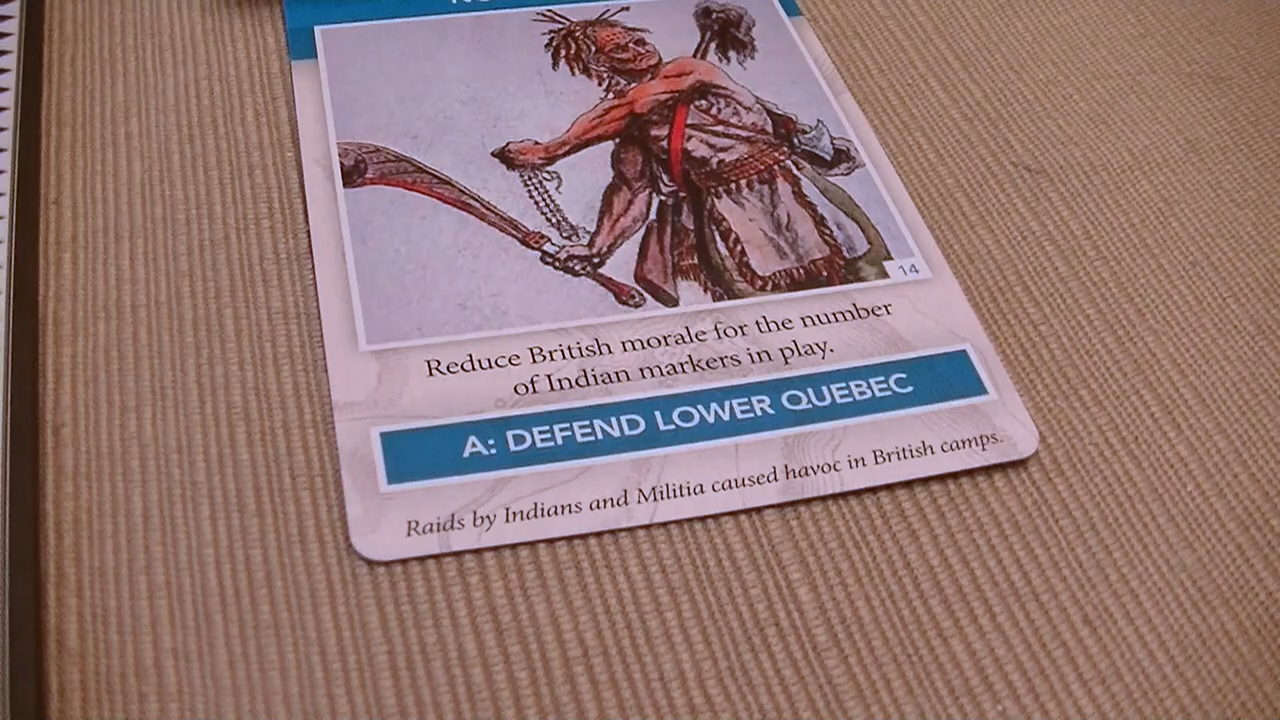 14
Reduce British morale for the number
of Indian markers in play.
A: DEFEND LOWER QUEBEC
Raids by Indians and Militia caused havoc in British camps.